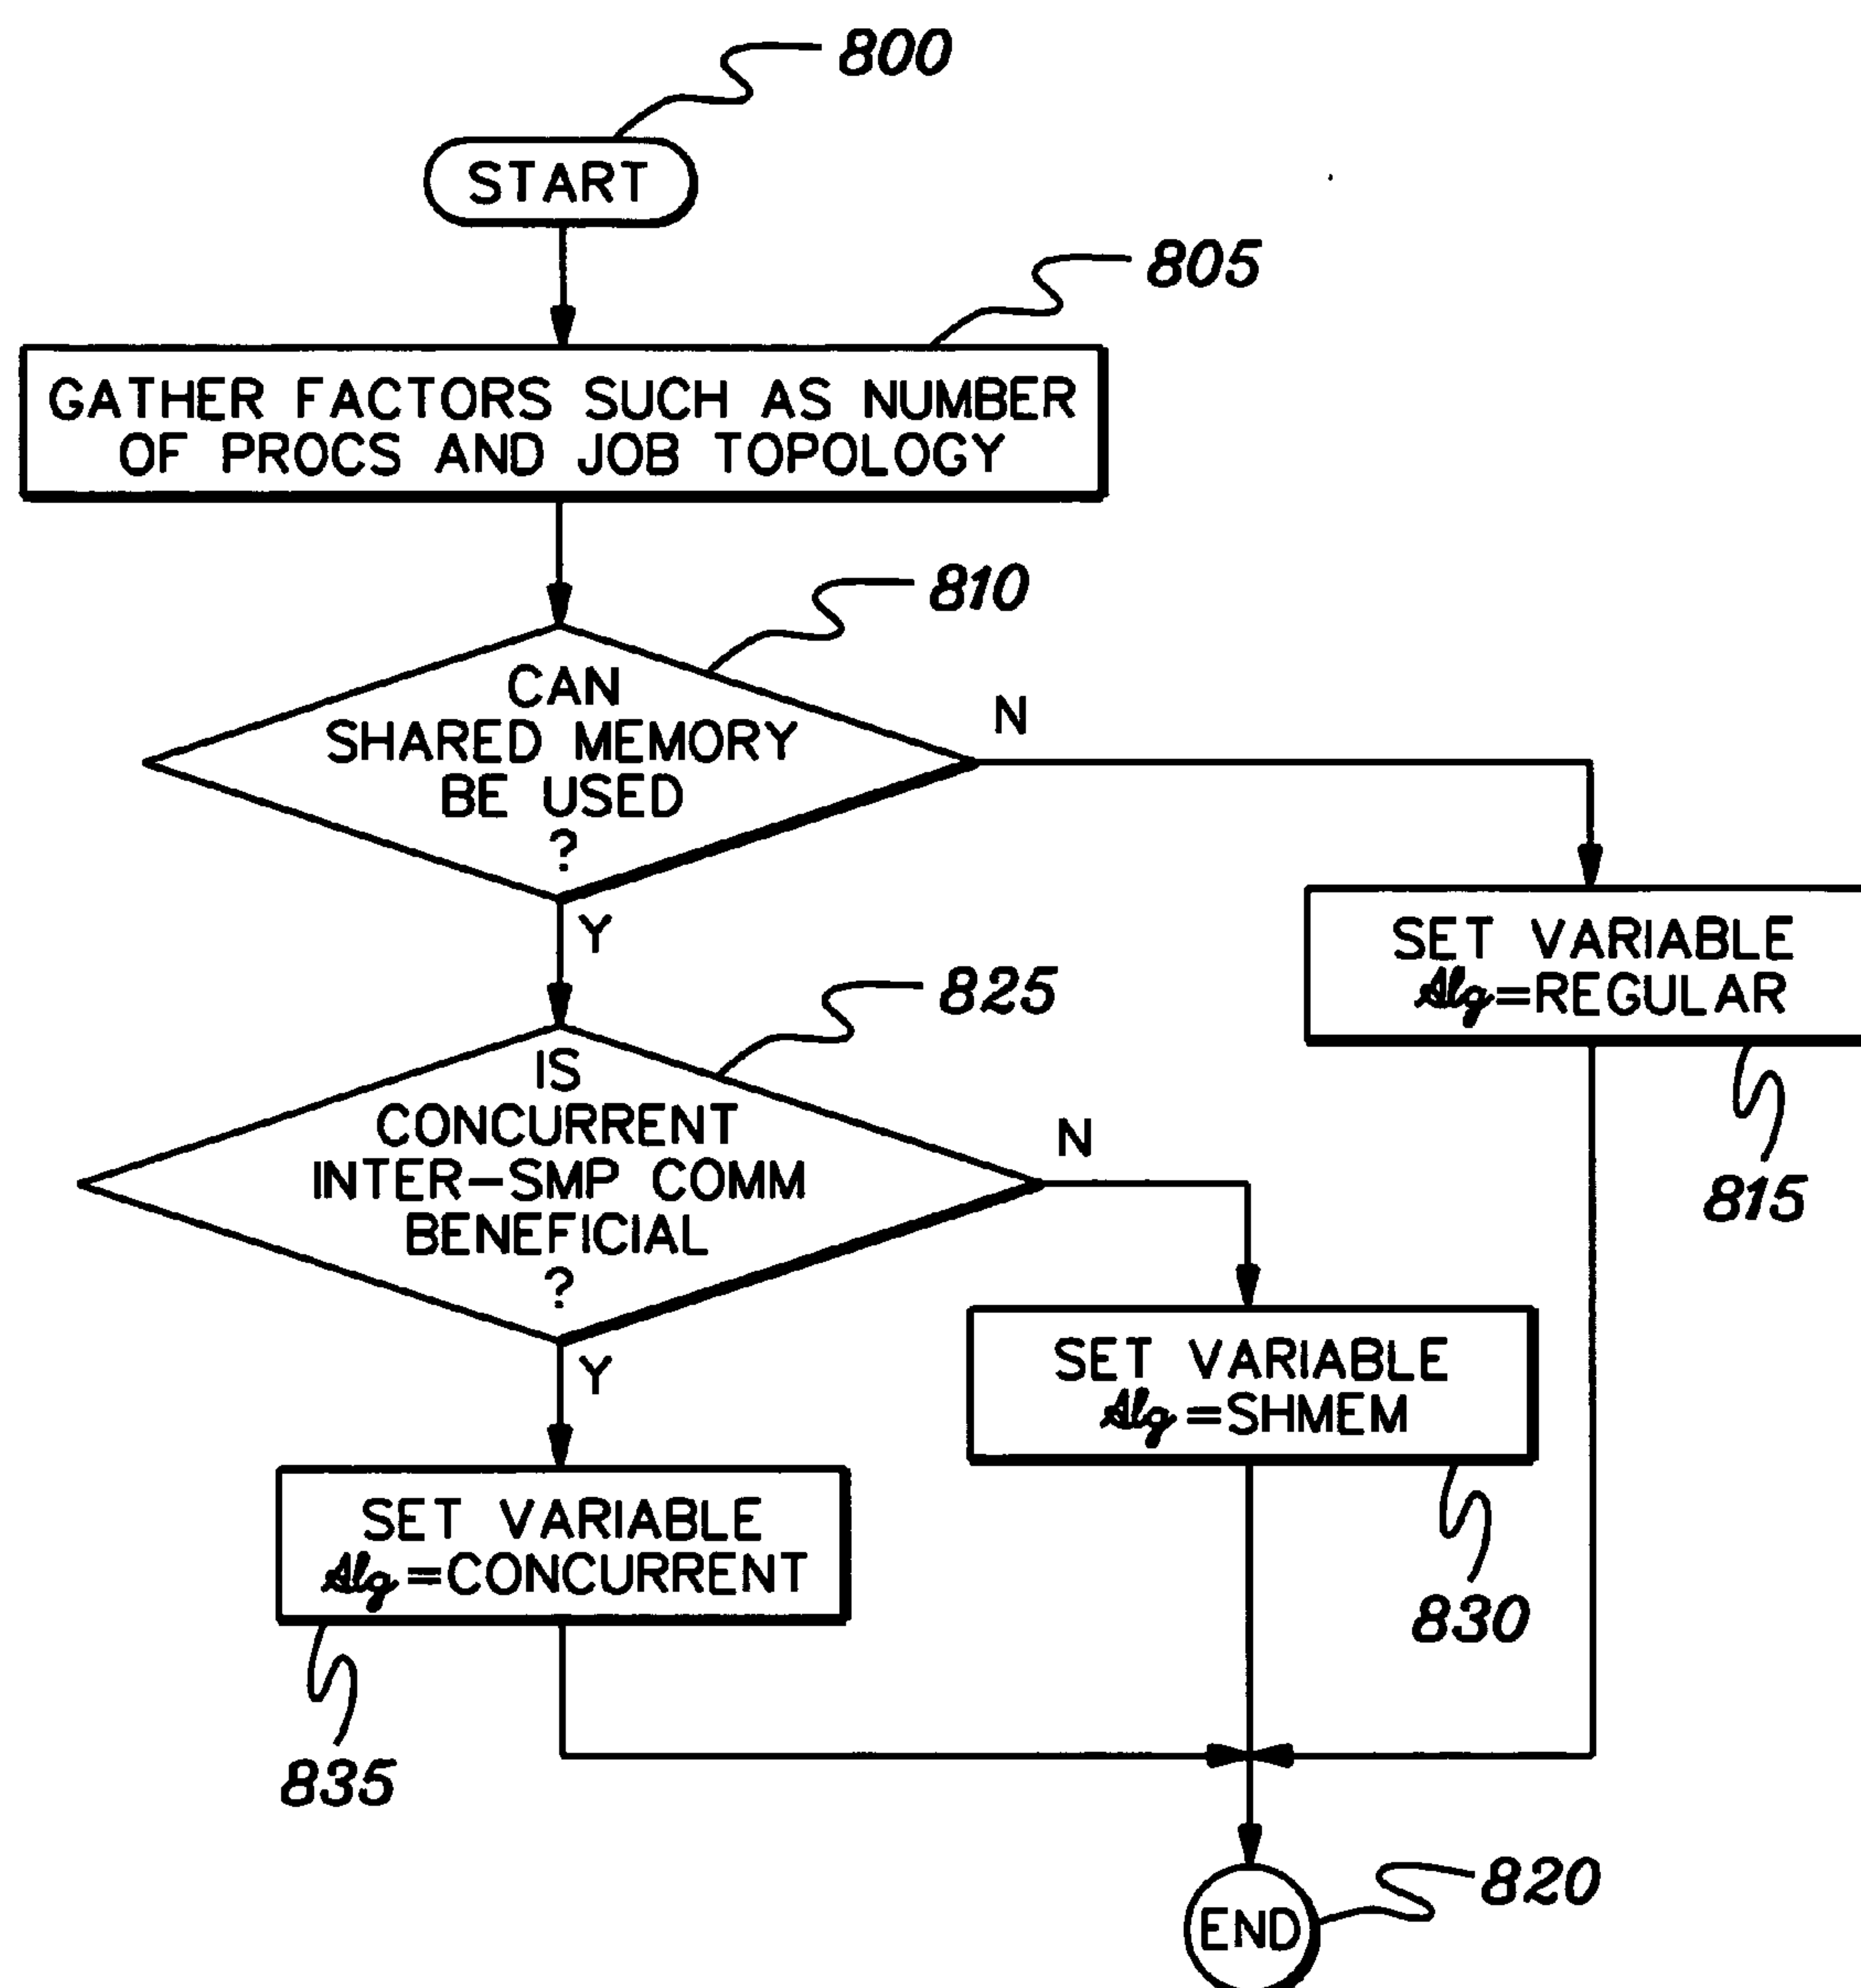 800
START
805
GATHER FACTORS SUCH AS NUMBER
OF PROCS AND JOB TOPOLOGY
810
CAN
SHARED MEMORY
BE USED
?
N
Y
SET VARIABLE
Alg=REGULAR
815
825
IS
CONCURRENT
INTER-SMP COMM
BENEFICIAL
?
N
Y
SET VARIABLE
Alg=SHMEM
830
SET VARIABLE
Alg=CONCURRENT
835
820
END